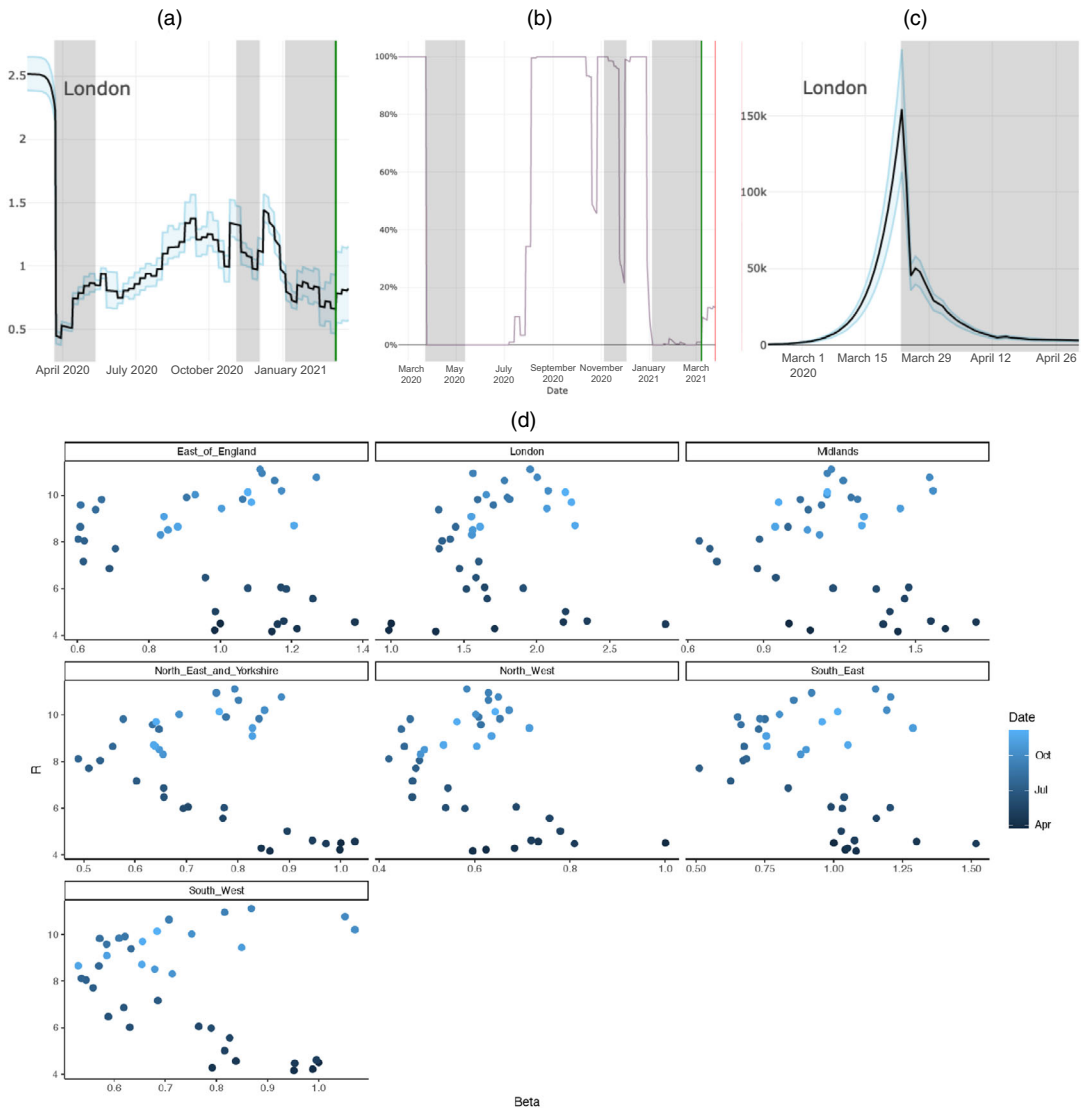 (a)
(b)
(c)
London
2.5
2
1.5
1
0.5
April 2020 July 2020 October 2020 January 2021
100%
80%
60%
40%
20%
0%
March May July September November January March
2020 2020 2020 2020 2020 2021 2021
Date
London
150k
100k
50k
0
March 1 March 15 March 29 April 12 April 26
2020
(d)
East_of_England London Midlands
10
8
6
4
0.6 0.8 1.0 1.2 1.4 1.0 1.5 2.0 2.5 0.6 0.9 1.2 1.5
North_East_and_Yorkshire North_West South_East
10
8
6
4
0.5 0.6 0.7 0.8 0.9 1.0 0.6 0.8 1.0 0.50 0.75 1.00 1.25 1.50
South_West
10
8
6
4
0.6 0.7 0.8 0.9 1.0
R
Beta
Date
Oct
Jul
Apr